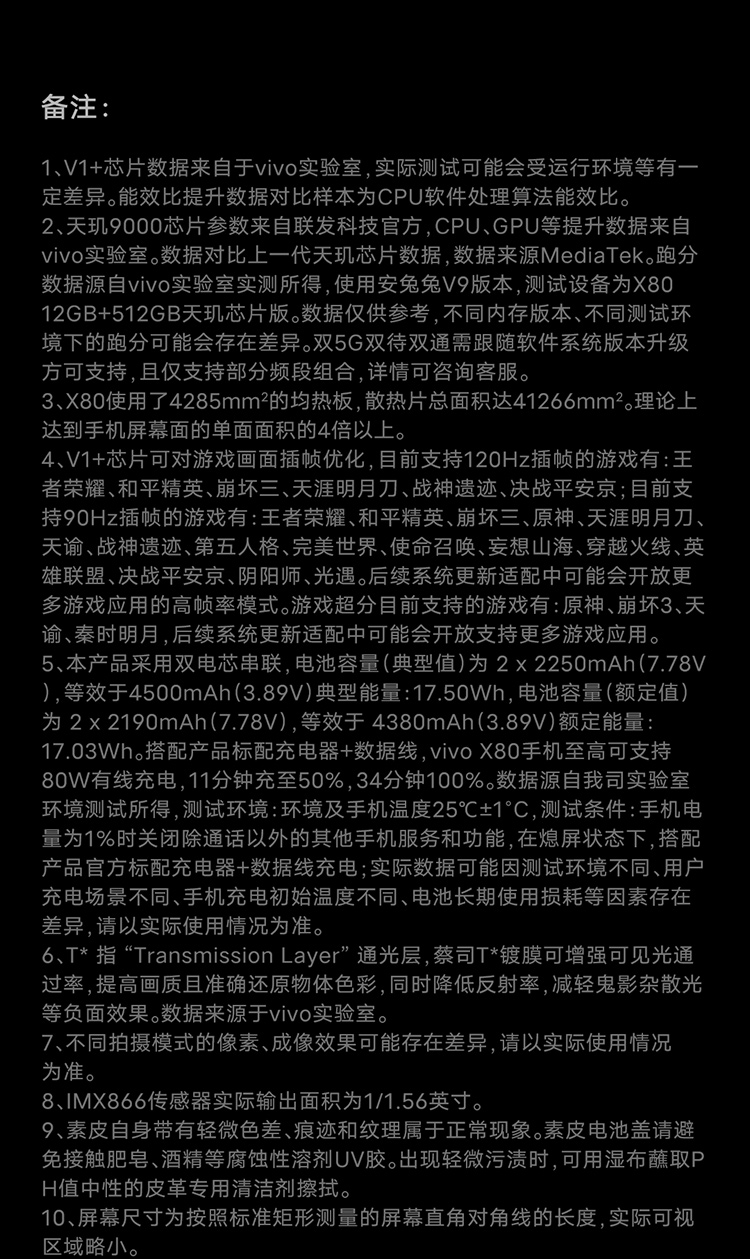 备注:
1、V1+芯片数据来自于vivo实验室,实际测试可能会受运行环境等有一
定差异。能效比提升数据对比样本为CPU软件处理算法能效比。
2、天玑9000芯片参数来自联发科技官方,CPU、GPU等提升数据来自
vivo实验室。数据对比上一代天玑芯片数据,数据来源MediaTek。跑分
数据源自vivo实验室实测所得,使用安兔兔V9版本,测试设备为X80
12GB+512GB天玑芯片版。数据仅供参考,不同内存版本、不同测试环
境下的跑分可能会存在差异。双5G双待双通需跟随软件系统版本升级
方可支持,且仅支持部分频段组合,详情可咨询客服。
3、X80使用了4285mm²的均热板,散热片总面积达41266mm²。理论上
达到手机屏幕面的单面面积的4倍以上。
4、V1+芯片可对游戏画面插帧优化,目前支持120Hz插帧的游戏有:王
者荣耀、和平精英、崩坏三、天涯明月刀、战神遗迹、决战平安京;目前支
持90Hz插帧的游戏有:王者荣耀、和平精英、崩坏三、原神、天涯明月刀、
天谕、战神遗迹、第五人格、完美世界、使命召唤、妄想山海、穿越火线、英
雄联盟、决战平安京、阴阳师、光遇。后续系统更新适配中可能会开放更
多游戏应用的高帧率模式。游戏超分目前支持的游戏有:原神、崩坏3、天
谕、秦时明月,后续系统更新适配中可能会开放支持更多游戏应用。
5、本产品采用双电芯串联,电池容量(典型值)为 2 x 2250mAh(7.78V
),等效于4500mAh(3.89V)典型能量:17.50Wh,电池容量(额定值)
为 2 x 2190mAh(7.78V),等效于 4380mAh(3.89V)额定能量:
17.03Wh。搭配产品标配充电器+数据线,vivo X80手机至高可支持
80W有线充电,11分钟充至50%,34分钟100%。数据源自我司实验室
环境测试所得,测试环境:环境及手机温度25℃±1°C,测试条件:手机电
量为1%时关闭除通话以外的其他手机服务和功能,在熄屏状态下,搭配
产品官方标配充电器+数据线充电;实际数据可能因测试环境不同、用户
充电场景不同、手机充电初始温度不同、电池长期使用损耗等因素存在
差异,请以实际使用情况为准。
6、T* 指 “Transmission Layer” 通光层,蔡司T*镀膜可增强可见光通
过率,提高画质且准确还原物体色彩,同时降低反射率,减轻鬼影杂散光
等负面效果。数据来源于vivo实验室。
7、不同拍摄模式的像素、成像效果可能存在差异,请以实际使用情况
为准。
8、IMX866传感器实际输出面积为1/1.56英寸。
9、素皮自身带有轻微色差、痕迹和纹理属于正常现象。素皮电池盖请避
免接触肥皂、酒精等腐蚀性溶剂UV胶。出现轻微污渍时,可用湿布蘸取P
H值中性的皮革专用清洁剂擦拭。
10、屏幕尺寸为按照标准矩形测量的屏幕直角对角线的长度,实际可视
区域略小。